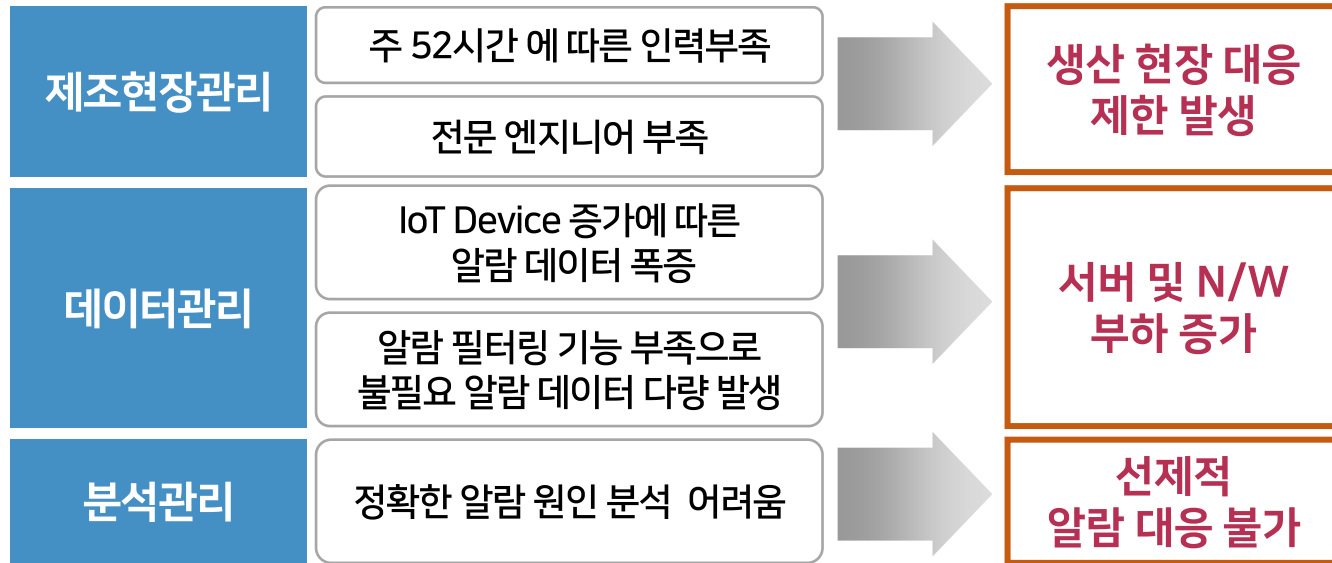 제조현장관리
주 52시간 에 따른 인력부족
전문 엔지니어 부족
생산 현장 대응
제한 발생
데이터관리
IoT Device 증가에 따른
알람 데이터 폭증
알람 필터링 기능 부족으로
불필요 알람 데이터 다량 발생
서버 및 N/W
부하 증가
분석관리
정확한 알람 원인 분석 어려움
선제적
알람 대응 불가